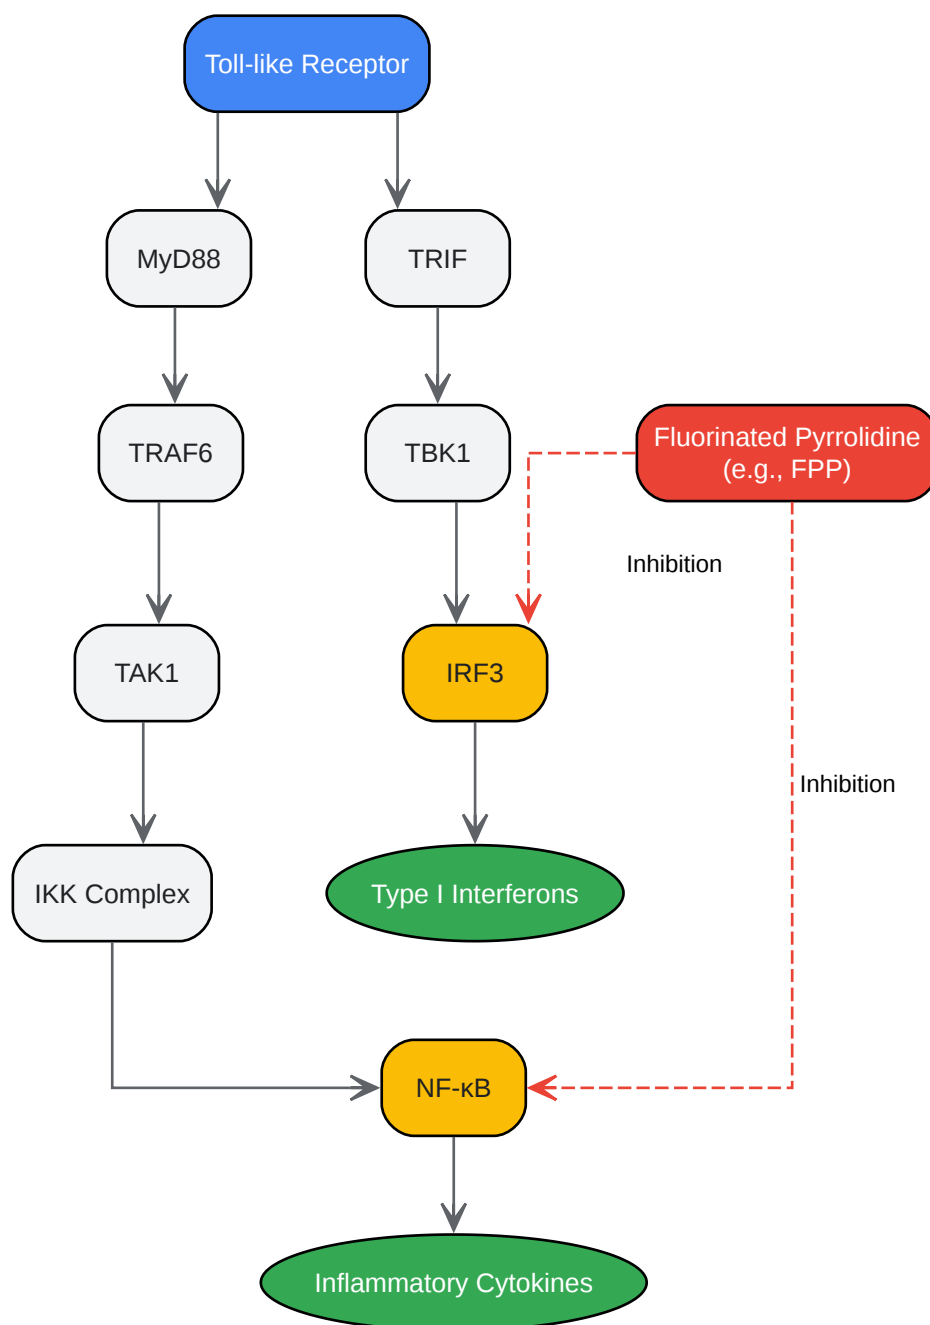 Toll-like Receptor
MyD88
TRIF
TRAF6
TBK1
Fluorinated Pyrrolidine
(e.g., FPP)
Inhibition
TAK1
IRF3
Inhibition
IKK Complex
Type I Interferons
NF-κB
Inflammatory Cytokines